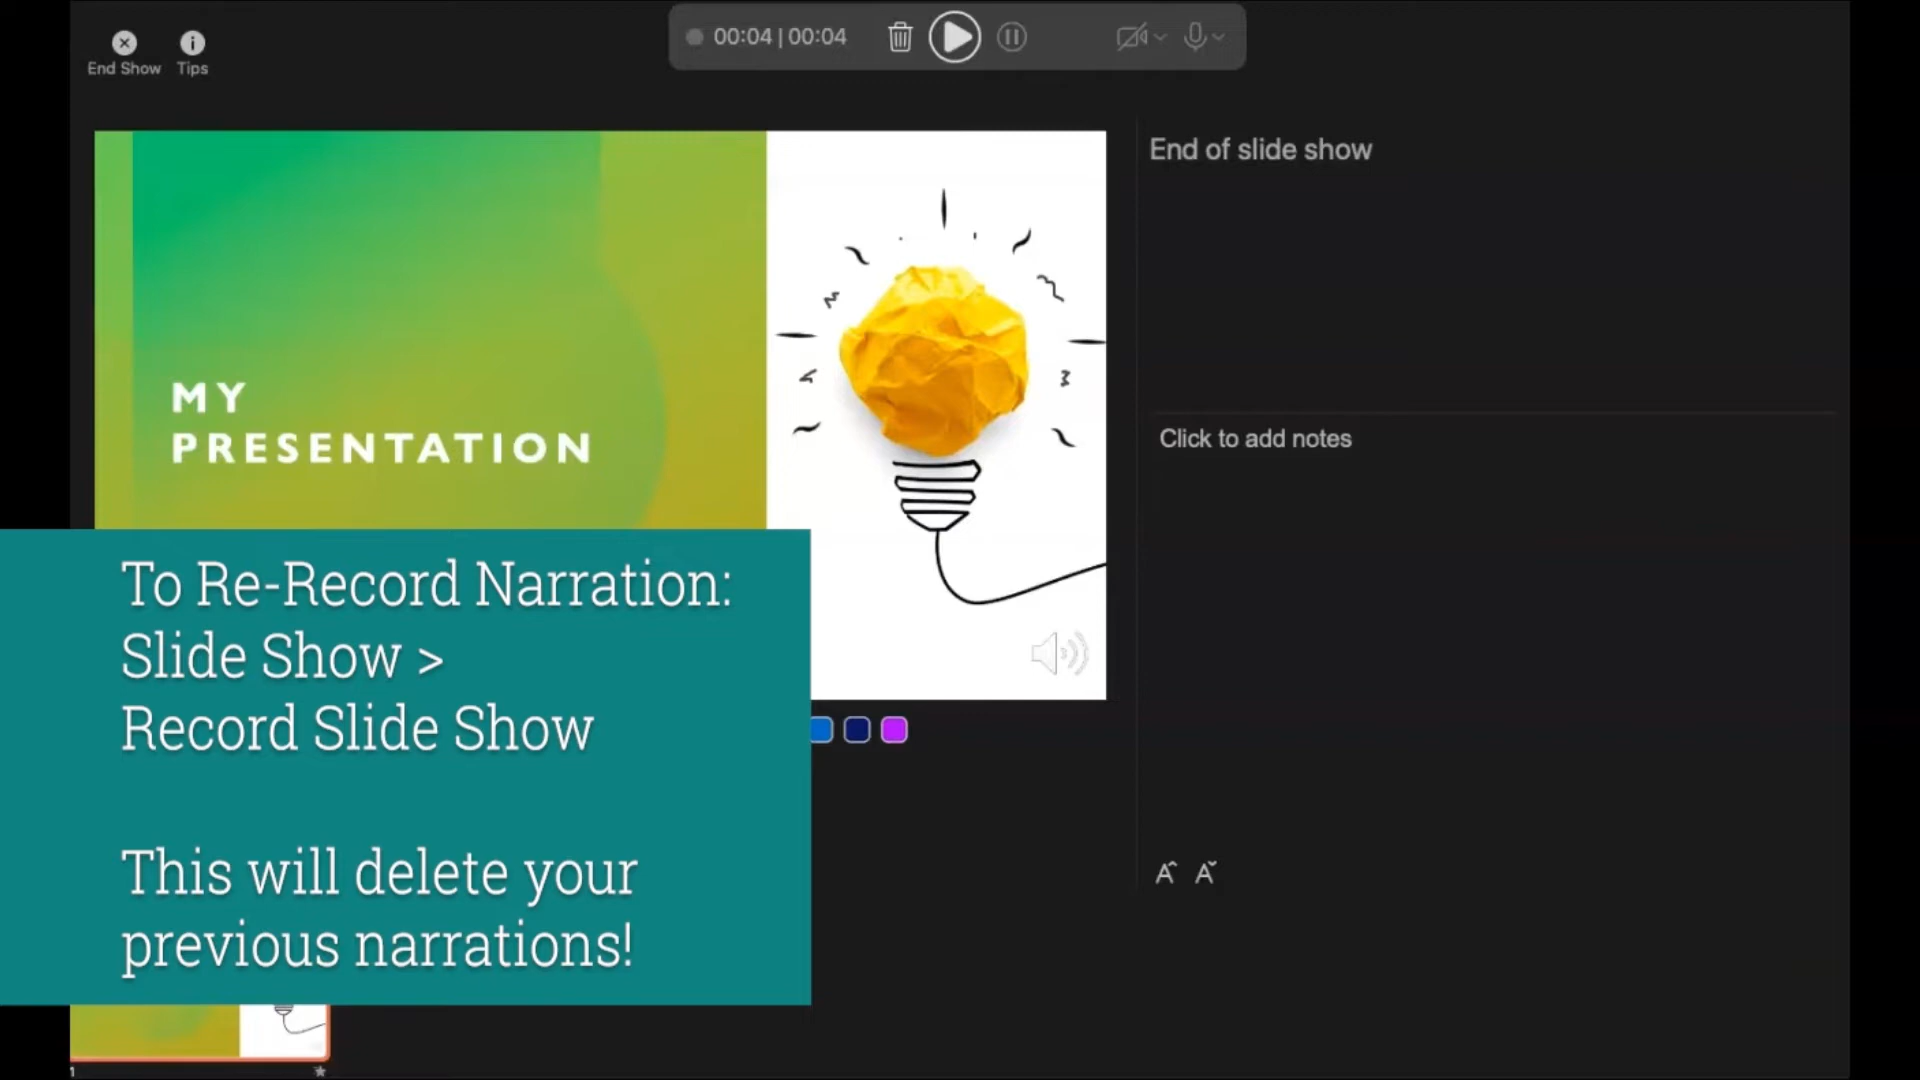 End Show
Tips
00:04 | 00:04
End of slide show
MY
PRESENTATION
Click to add notes
To Re-Record Narration:
Slide Show >
Record Slide Show
This will delete your
previous narrations!
A A
1